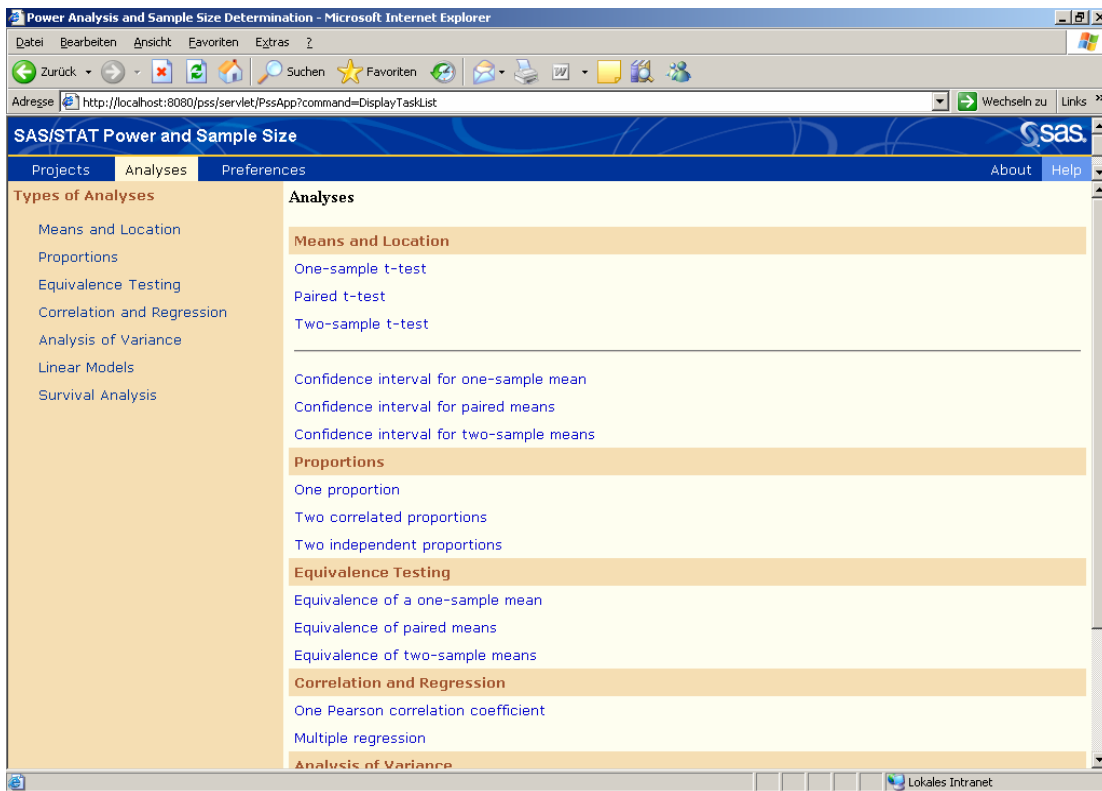 Power Analysis and Sample Size Determination - Microsoft Internet Explorer
Datei Bearbeiten Ansicht Favoriten Extras ?
Zurück Suchen Favoriten
Adresse http://localhost:8080/pss/servlet/PssApp?command=DisplayTaskList Wechseln zu Links »
SAS/STAT Power and Sample Size sas.
Projects Analyses Preferences About Help
Types of Analyses
Means and Location
Proportions
Equivalence Testing
Correlation and Regression
Analysis of Variance
Linear Models
Survival Analysis
Analyses
Means and Location
One-sample t-test
Paired t-test
Two-sample t-test
Confidence interval for one-sample mean
Confidence interval for paired means
Confidence interval for two-sample means
Proportions
One proportion
Two correlated proportions
Two independent proportions
Equivalence Testing
Equivalence of a one-sample mean
Equivalence of paired means
Equivalence of two-sample means
Correlation and Regression
One Pearson correlation coefficient
Multiple regression
Analysis of Variance
Lokales Intranet